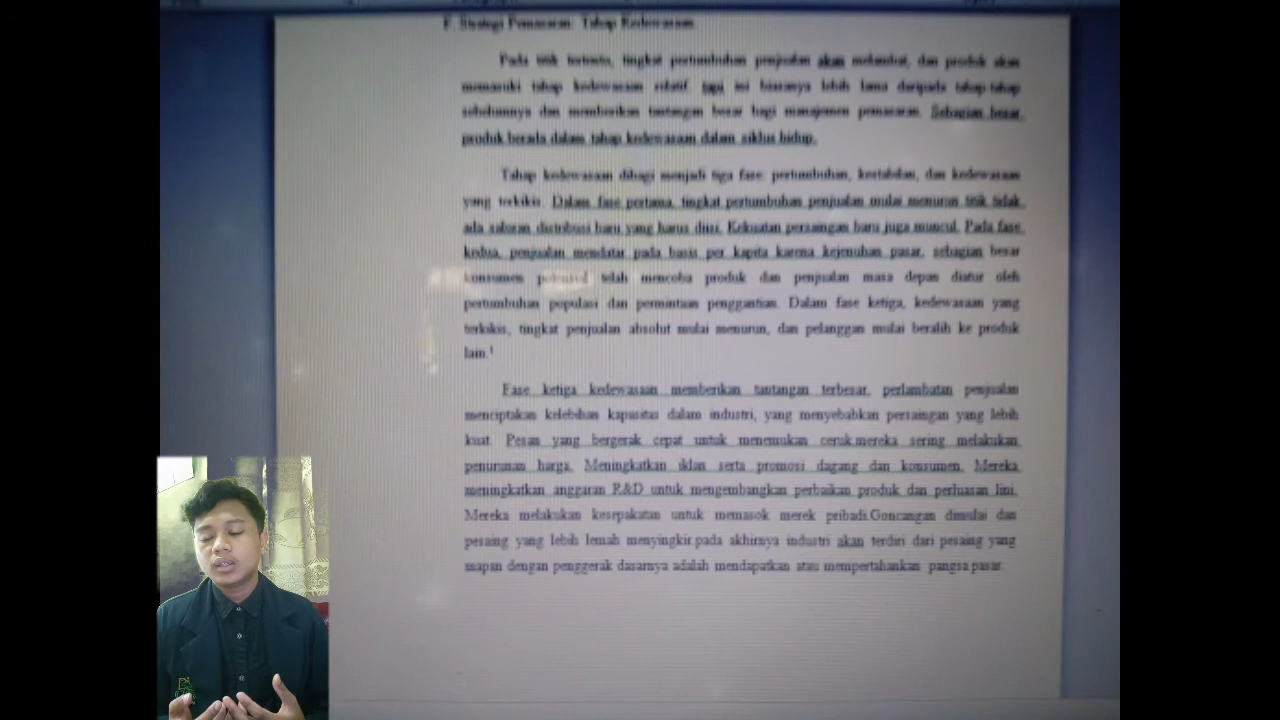 F. Strategi Pemasaran: Tahap Kedewasaan
Pada titik tertentu, tingkat pertumbuhan penjualan akan melambat, dan produk akan
memasuki tahap kedewasaan relatif. tapi ini biasanya lebih lama daripada tahap-tahap
sebelumnya dan memberikan tantangan besar bagi manajemen pemasaran. Sebagian besar
produk berada dalam tahap kedewasaan dalam siklus hidup.
Tahap kedewasaan dibagi menjadi tiga fase: pertumbuhan, kestabilan, dan kedewasaan
yang terkikis. Dalam fase pertama, tingkat pertumbuhan penjualan mulai menurun titik tidak
ada saluran distribusi baru yang harus diisi. Kekuatan persaingan baru juga muncul. Pada fase
kedua, penjualan mendatar pada basis per kapita karena kejenuhan pasar, sebagian besar
konsumen potensial telah mencoba produk dan penjualan masa depan diatur oleh
pertumbuhan populasi dan permintaan penggantian. Dalam fase ketiga, kedewasaan yang
terkikis, tingkat penjualan absolut mulai menurun, dan pelanggan mulai beralih ke produk
lain.¹
Fase ketiga kedewasaan memberikan tantangan terbesar, perlambatan penjualan
menciptakan kelebihan kapasitas dalam industri, yang menyebabkan persaingan yang lebih
kuat. Pesan yang bergerak cepat untuk menemukan ceruk mereka sering melakukan
penurunan harga. Meningkatkan iklan serta promosi dagang dan konsumen. Mereka
meningkatkan anggaran R&D untuk mengembangkan perbaikan produk dan perluasan lini.
Mereka melakukan kesepakatan untuk memasok merek pribadi.Goncangan dimulai dan
pesaing yang lebih lemah menyingkir.pada akhirnya industri akan terdiri dari pesaing yang
mapan dengan penggerak dasarnya adalah mendapatkan atau mempertahankan pangsa pasar.